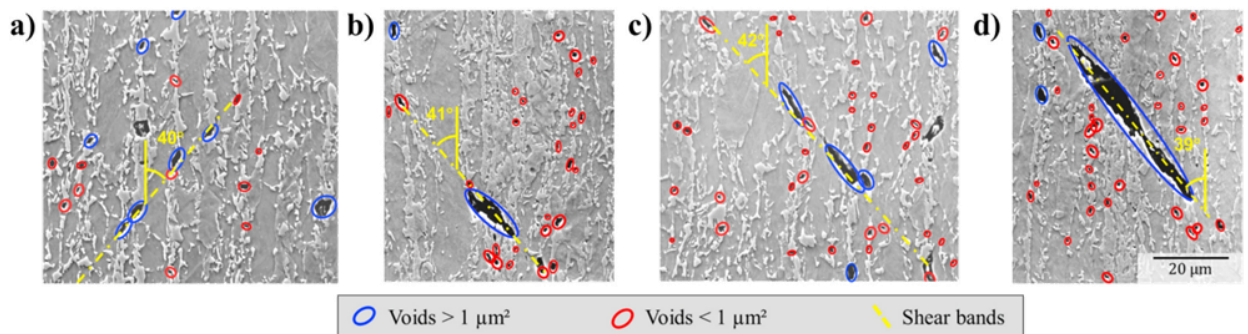 a)
b)
c)
d)
40°
41°
42°
39°
20 µm
Voids > 1 µm²
Voids < 1 µm²
Shear bands